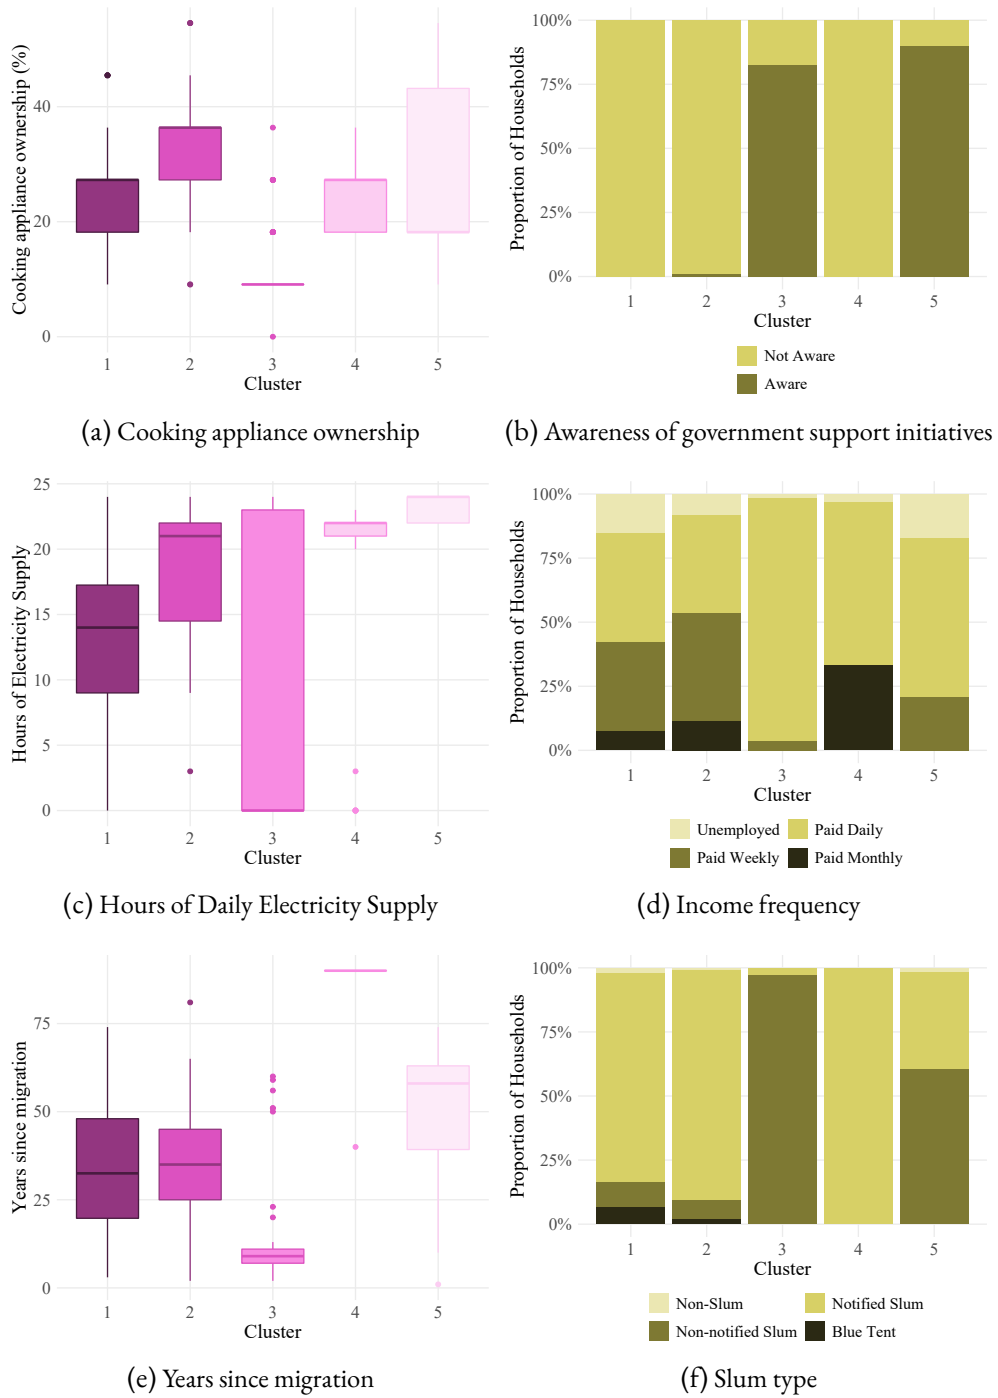 Cooking appliance ownership (%)
40
20
0
1 2 3 4 5
Cluster
(a) Cooking appliance ownership
Proportion of Households
100%
75%
50%
25%
0%
1 2 3 4 5
Cluster
Not Aware
Aware
(b) Awareness of government support initiatives
Hours of Electricity Supply
25
20
15
10
5
0
1 2 3 4 5
Cluster
(c) Hours of Daily Electricity Supply
Proportion of Households
100%
75%
50%
25%
0%
1 2 3 4 5
Cluster
Unemployed Paid Daily
Paid Weekly Paid Monthly
(d) Income frequency
Years since migration
75
50
25
0
1 2 3 4 5
Cluster
(e) Years since migration
Proportion of Households
100%
75%
50%
25%
0%
1 2 3 4 5
Cluster
Non-Slum Notified Slum
Non-notified Slum Blue Tent
(f) Slum type